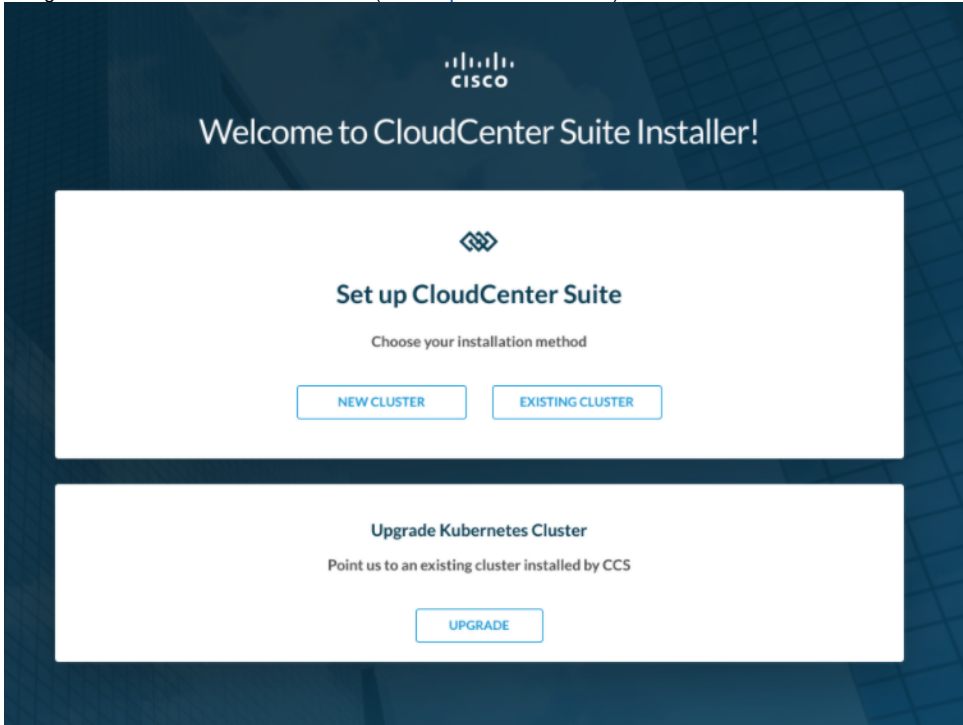 CISCO
Welcome to CloudCenter Suite Installer!
Set up CloudCenter Suite
Choose your installation method
NEW CLUSTER EXISTING CLUSTER
Upgrade Kubernetes Cluster
Point us to an existing cluster installed by CCS
UPGRADE